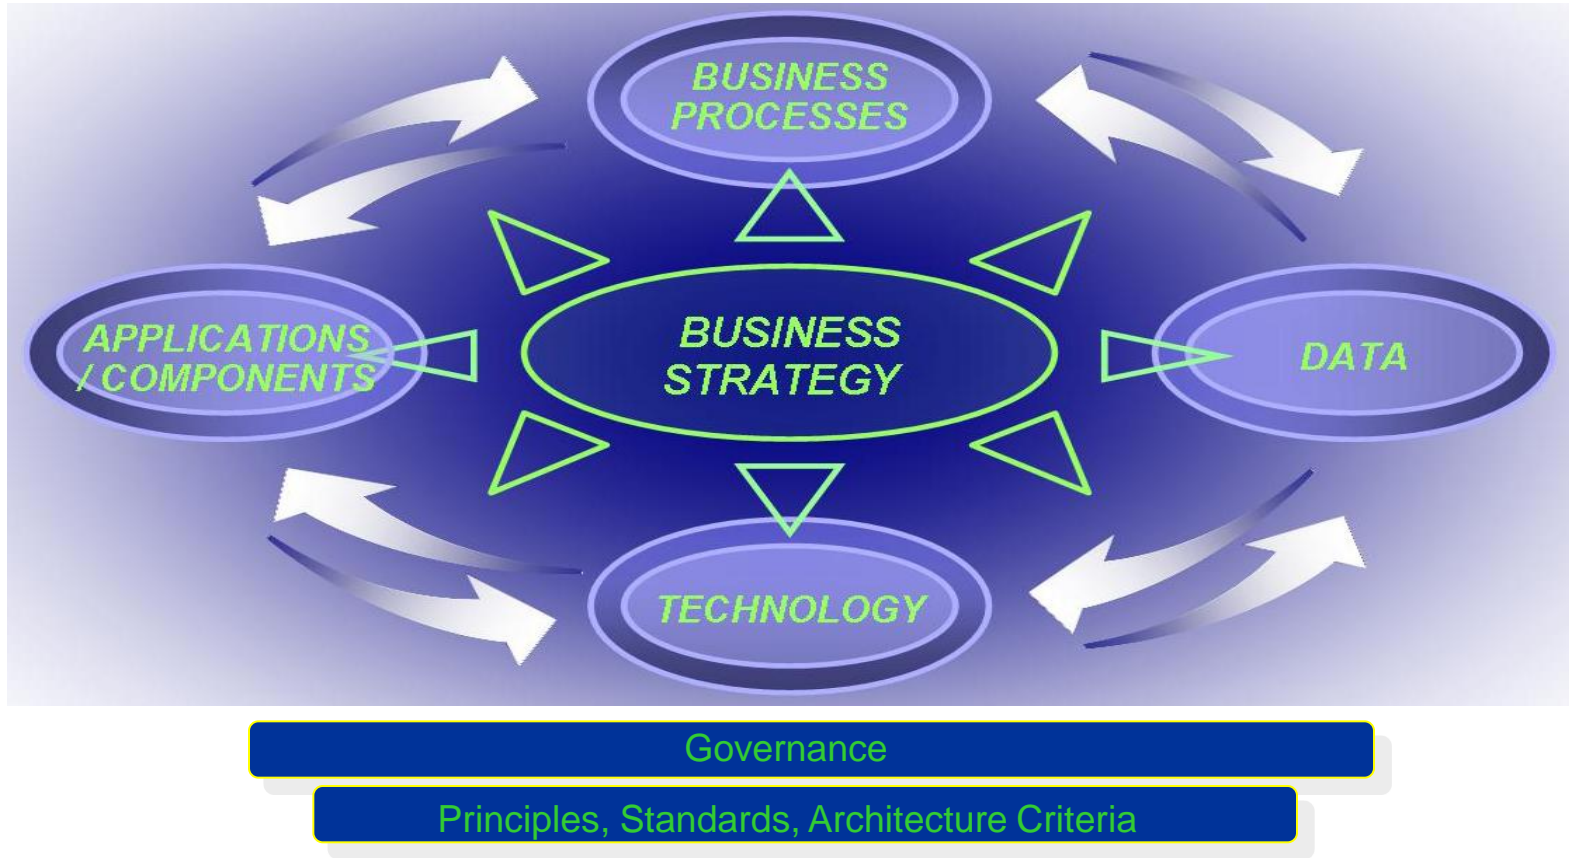 BUSINESS
PROCESSES
APPLICATIONS
/ COMPONENTS
BUSINESS
STRATEGY
DATA
TECHNOLOGY
Governance
Principles, Standards, Architecture Criteria